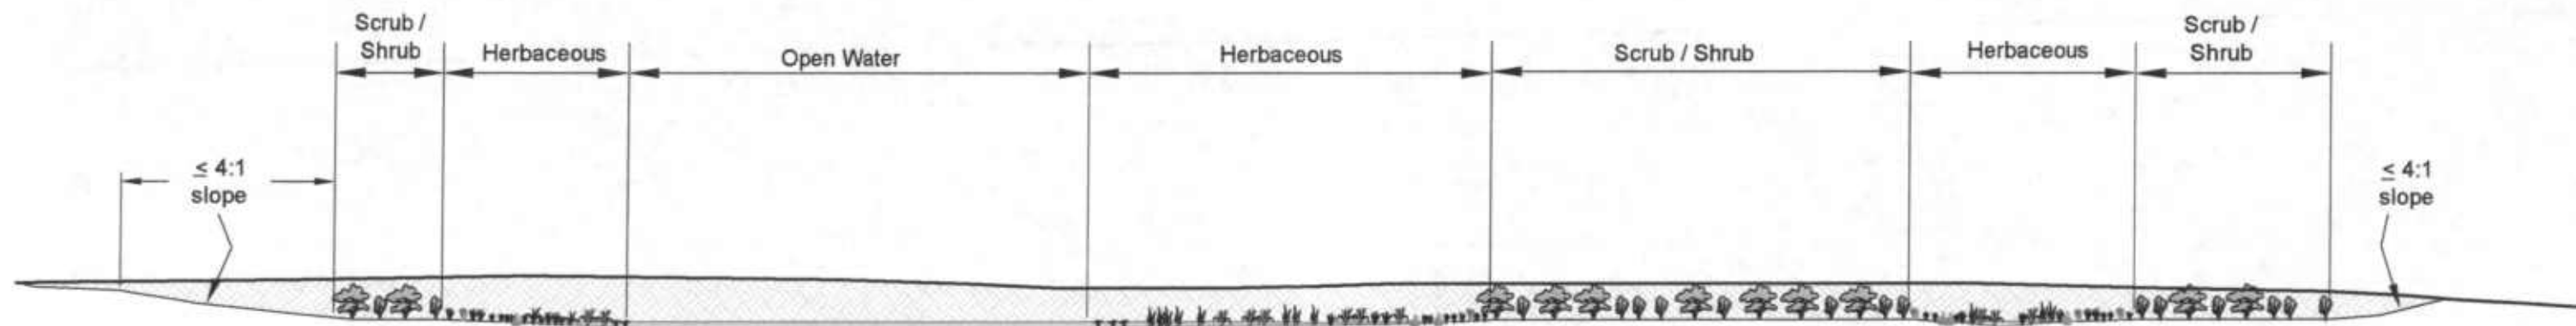 Scrub /
Shrub
Herbaceous
Open Water
Herbaceous
Scrub / Shrub
Herbaceous
Scrub /
Shrub
≤ 4:1
slope
≤ 4:1
slope